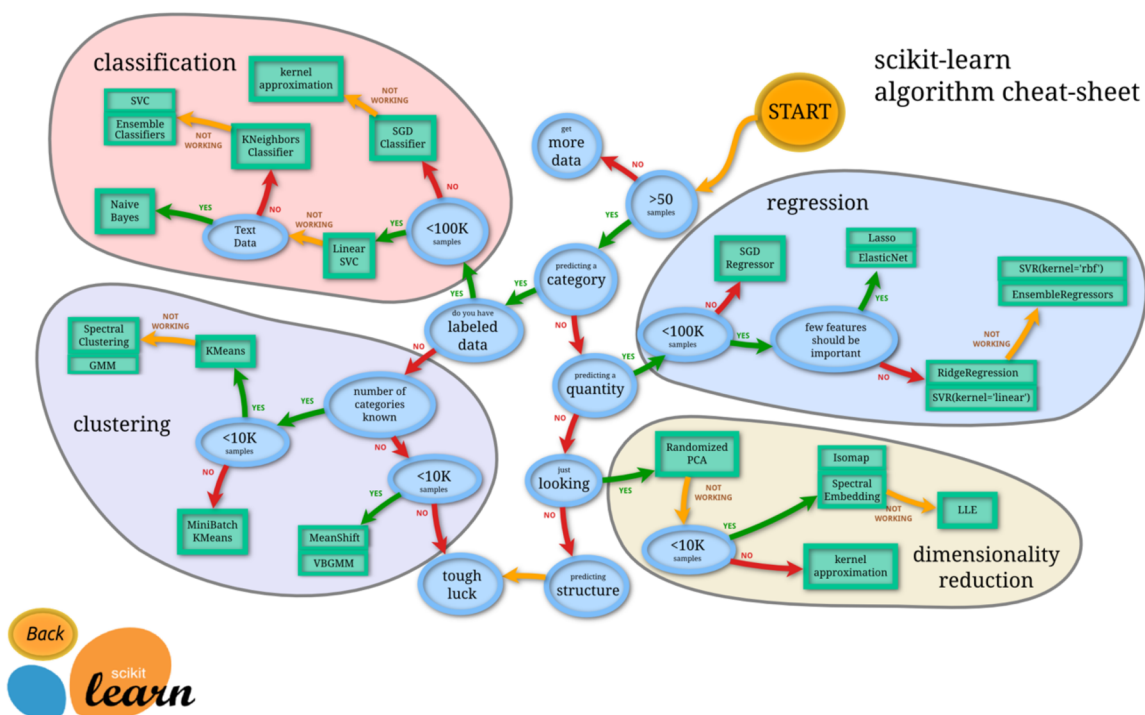 scikit-learn
algorithm cheat-sheet
START
classification
kernel
approximation
NOT
WORKING
SVC
Ensemble
Classifiers
NOT
WORKING
KNeighbors
Classifier
SGD
Classifier
NO
Naive
Bayes
YES
Text
Data
NO
NOT
WORKING
Linear
SVC
YES
<100K
samples
YES
get
more
data
NO
>50
samples
YES
predicting a
category
YES
NO
do you have
labeled
data
NO
predicting a
quantity
YES
NO
just
looking
YES
NO
predicting
structure
tough
luck
regression
SGD
Regressor
NO
<100K
samples
YES
Lasso
ElasticNet
YES
few features
should be
important
NO
SVR(kernel='rbf')
EnsembleRegressors
NOT
WORKING
RidgeRegression
SVR(kernel='linear')
clustering
Spectral
Clustering
GMM
NOT
WORKING
KMeans
YES
<10K
samples
YES
number of
categories
known
NO
NO
MiniBatch
KMeans
<10K
samples
YES
NO
MeanShift
VBGMM
Randomized
PCA
NOT
WORKING
<10K
samples
YES
NO
Isomap
Spectral
Embedding
NOT
WORKING
LLE
kernel
approximation
dimensionality
reduction
Back
scikit
learn